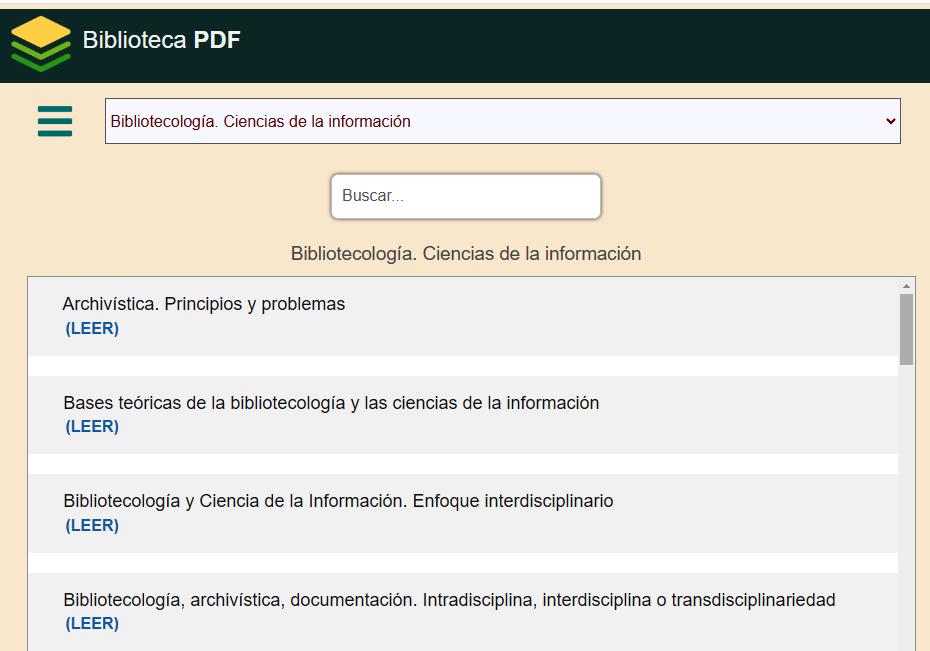 Biblioteca PDF
Bibliotecología. Ciencias de la información
Buscar...
Bibliotecología. Ciencias de la información
Archivística. Principios y problemas
(LEER)
Bases teóricas de la bibliotecología y las ciencias de la información
(LEER)
Bibliotecología y Ciencia de la Información. Enfoque interdisciplinario
(LEER)
Bibliotecología, archivística, documentación. Intradisciplina, interdisciplina o transdisciplinariedad
(LEER)